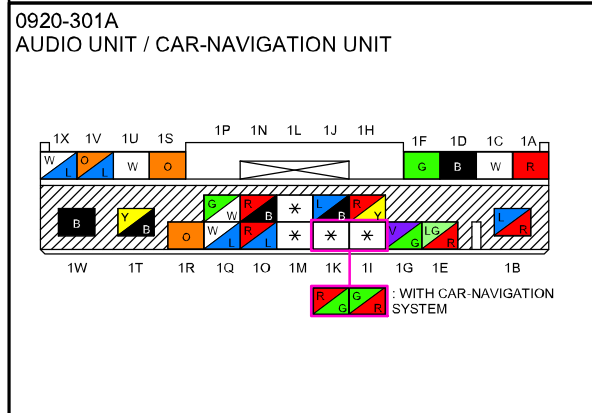 0920-301A
AUDIO UNIT / CAR-NAVIGATION UNIT
1X 1V 1U 1S 1P 1N 1L 1J 1H 1F 1D 1C 1A
W L O L W O G B W R
G W R B * L B R Y
B Y B O W L R L * * * V G LG R L R
1W 1T 1R 1Q 1O 1M 1K 1I 1G 1E 1B
R G G R : WITH CAR-NAVIGATION
SYSTEM